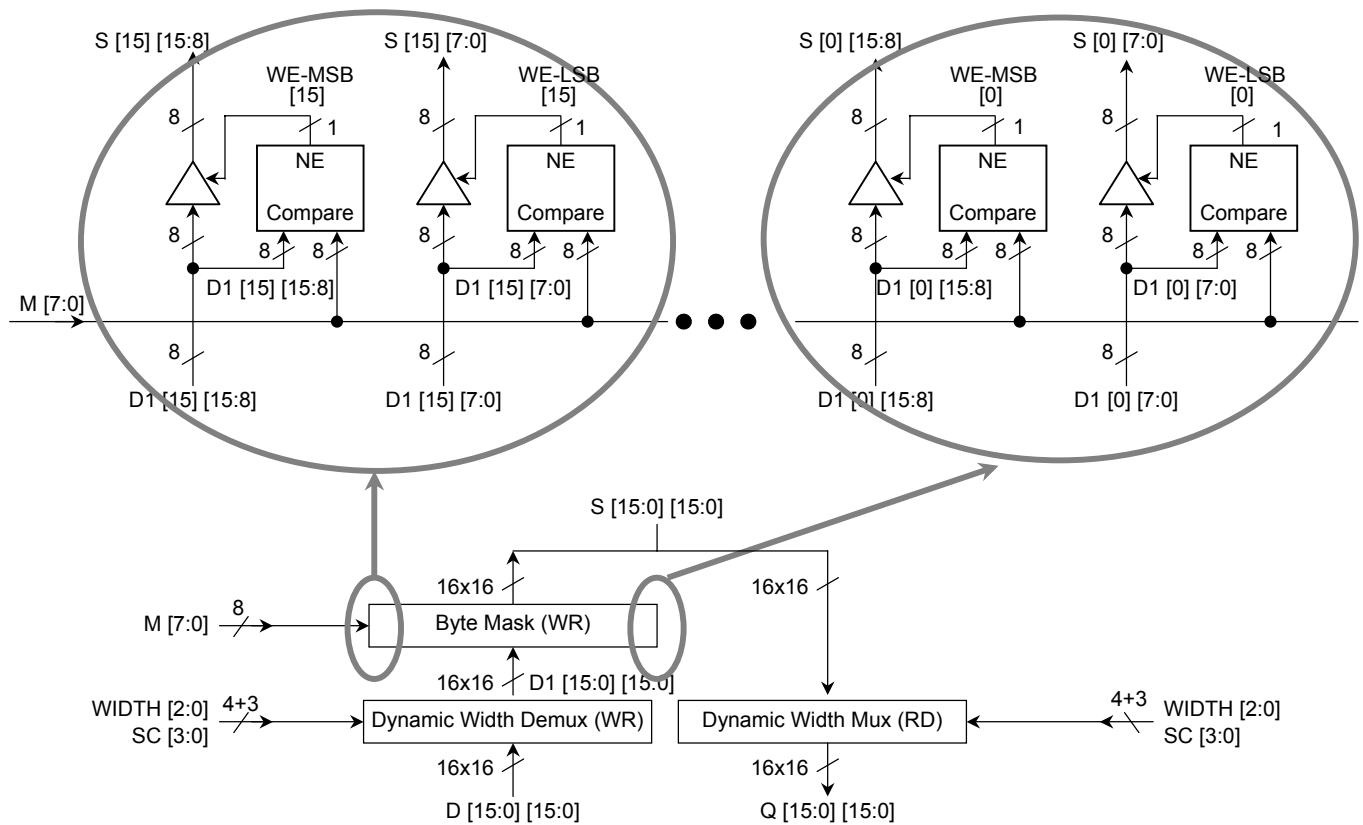 S [15] [15:8]
S [15] [7:0]
S [0] [15:8]
S [0] [7:0]
WE-MSB
[15]
WE-LSB
[15]
WE-MSB
[0]
WE-LSB
[0]
8
1
8
1
8
1
8
1
NE
NE
NE
NE
Compare
Compare
Compare
Compare
8
8
8
8
8
8
8
8
8
8
8
8
D1 [15] [15:8]
D1 [15] [7:0]
D1 [0] [15:8]
D1 [0] [7:0]
M [7:0]
8
8
8
8
D1 [15] [15:8]
D1 [15] [7:0]
D1 [0] [15:8]
D1 [0] [7:0]
S [15:0] [15:0]
16x16
16x16
M [7:0]
8
Byte Mask (WR)
16x16
D1 [15:0] [15:0]
WIDTH [2:0]
SC [3:0]
4+3
Dynamic Width Demux (WR)
Dynamic Width Mux (RD)
4+3
WIDTH [2:0]
SC [3:0]
16x16
16x16
D [15:0] [15:0]
Q [15:0] [15:0]